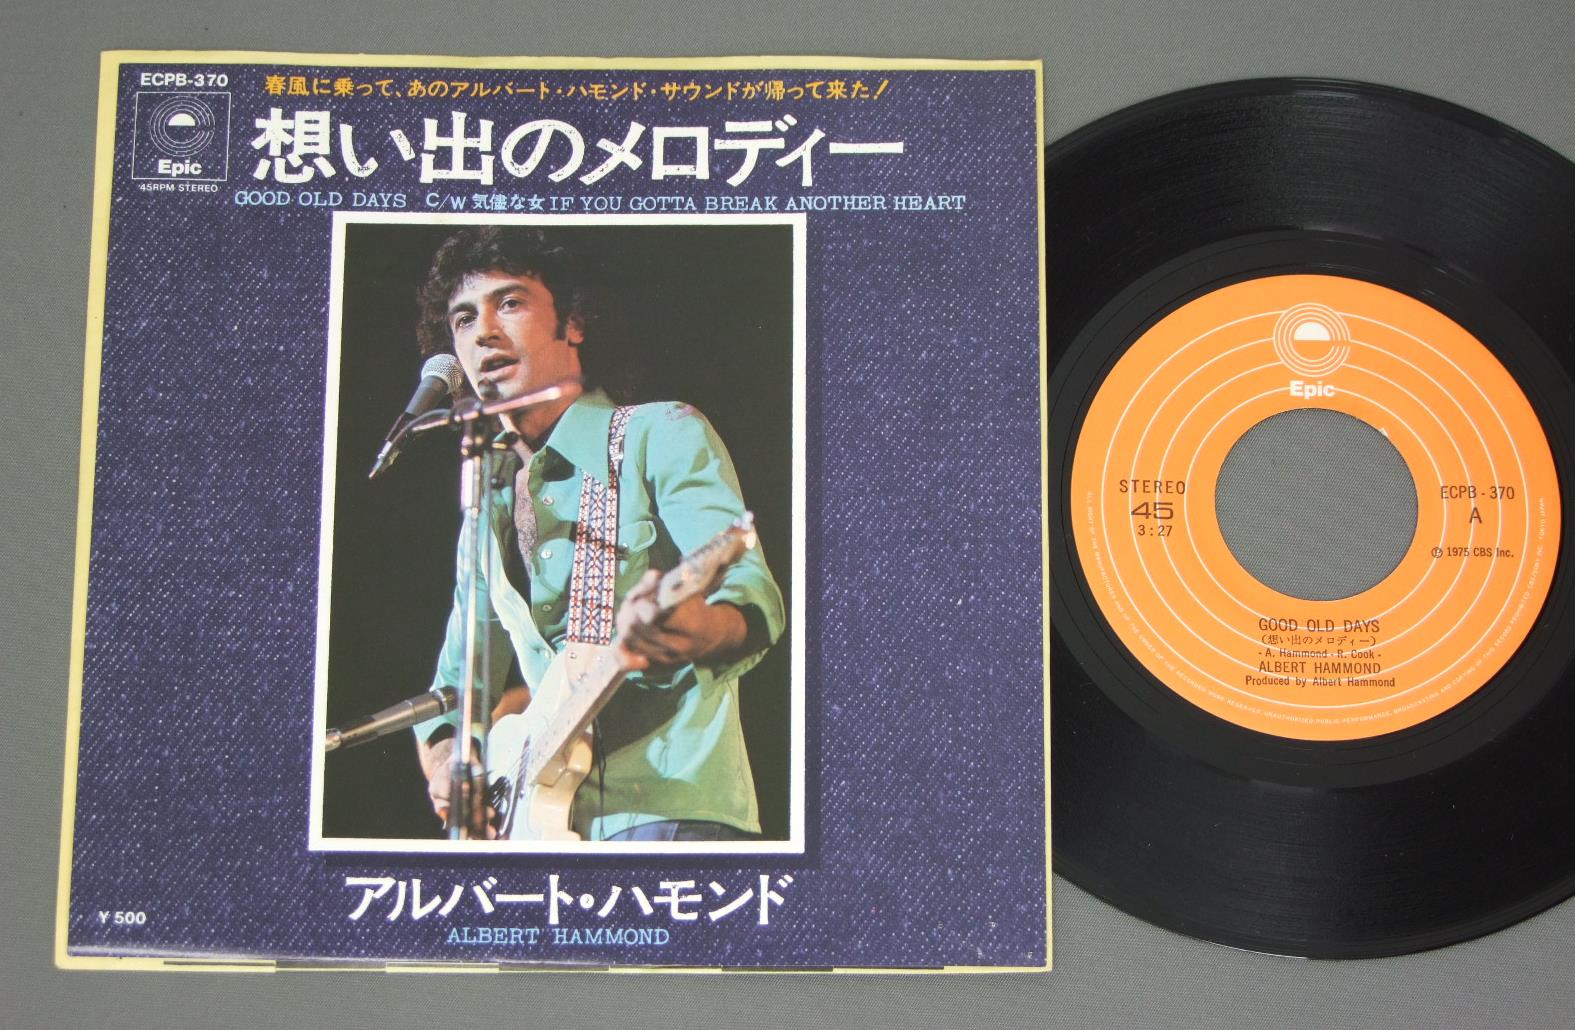 ECPB-370
春風に乗って、あのアルバート・ハモンド・サウンドが帰って来た!
Epic
45RPM STEREO
想い出のメロディー
GOOD OLD DAYS C/W 気儘な女 IF YOU GOTTA BREAK ANOTHER HEART
アルバート・ハモンド
ALBERT HAMMOND
¥ 500
Epic
STEREO
45
3:27
ECPB-370
A
Ⓟ 1975 CBS Inc.
GOOD OLD DAYS
(想い出のメロディー)
- A. Hammond - R. Cook -
ALBERT HAMMOND
Produced by Albert Hammond